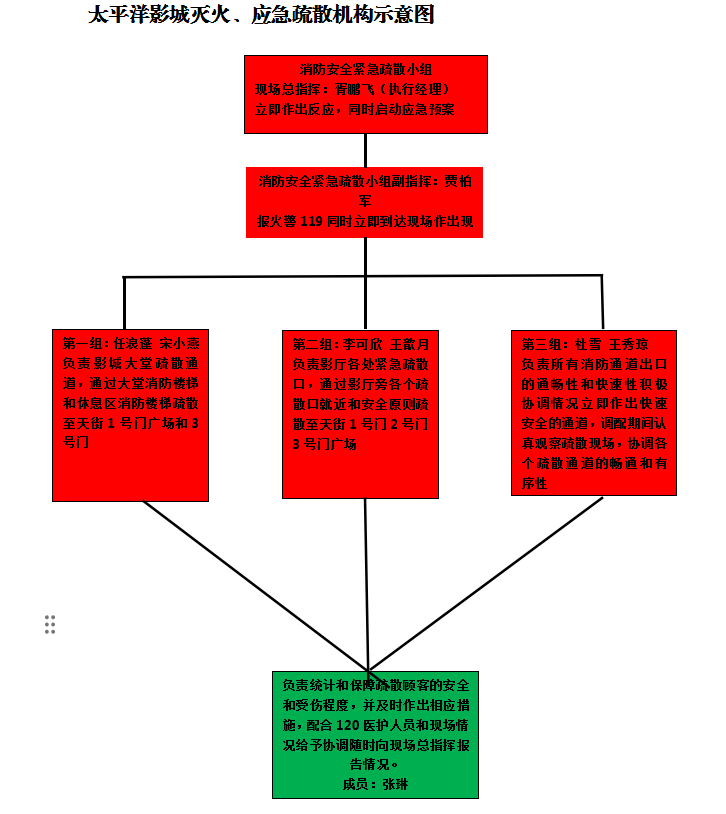 太平洋影城灭火、应急疏散机构示意图
消防安全紧急疏散小组
现场总指挥：胥鹏飞（执行经理）
立即作出反应，同时启动应急预案
消防安全紧急疏散小组副指挥：贾柏
军
报火警 119 同时立即到达现场作出现
第一组：任浪蓬 宋小燕
负责影城大堂疏散通
道，通过大堂消防楼梯
和休息区消防楼梯疏散
至天街 1 号门广场和 3
号门
第二组：李可欣 王歆月
负责影厅各处紧急疏散
口，通过影厅旁各个疏
散口就近和安全原则疏
散至天街 1 号门 2 号门
3 号门广场
第三组：杜雪 王秀琼
负责所有消防通道出口
的通畅性和快速性积极
协调情况立即作出快速
安全的通道，调配期间认
真观察疏散现场，协调各
个疏散通道的畅通和有
序性
负责统计和保障疏散顾客的安全
和受伤程度，并及时作出相应措
施，配合 120 医护人员和现场情
况给予协调随时向现场总指挥报
告情况。
成员：张琳